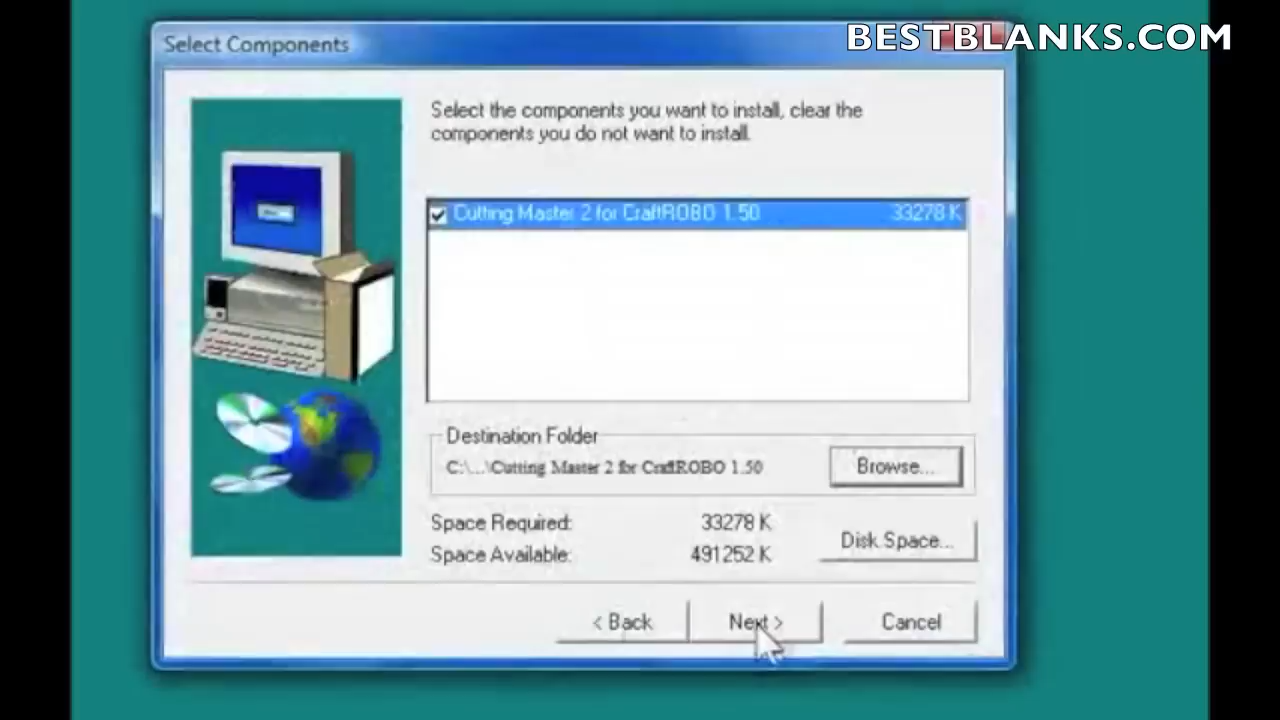 BESTBLANKS.COM
Select Components
Select the components you want to install, clear the
components you do not want to install.
Cutting Master 2 for CraftROBO 1.50 33278 K
Destination Folder
C:\...\Cutting Master 2 for CraftROBO 1.50
Browse...
Space Required: 33278 K
Space Available: 491252 K
Disk Space...
< Back Next > Cancel